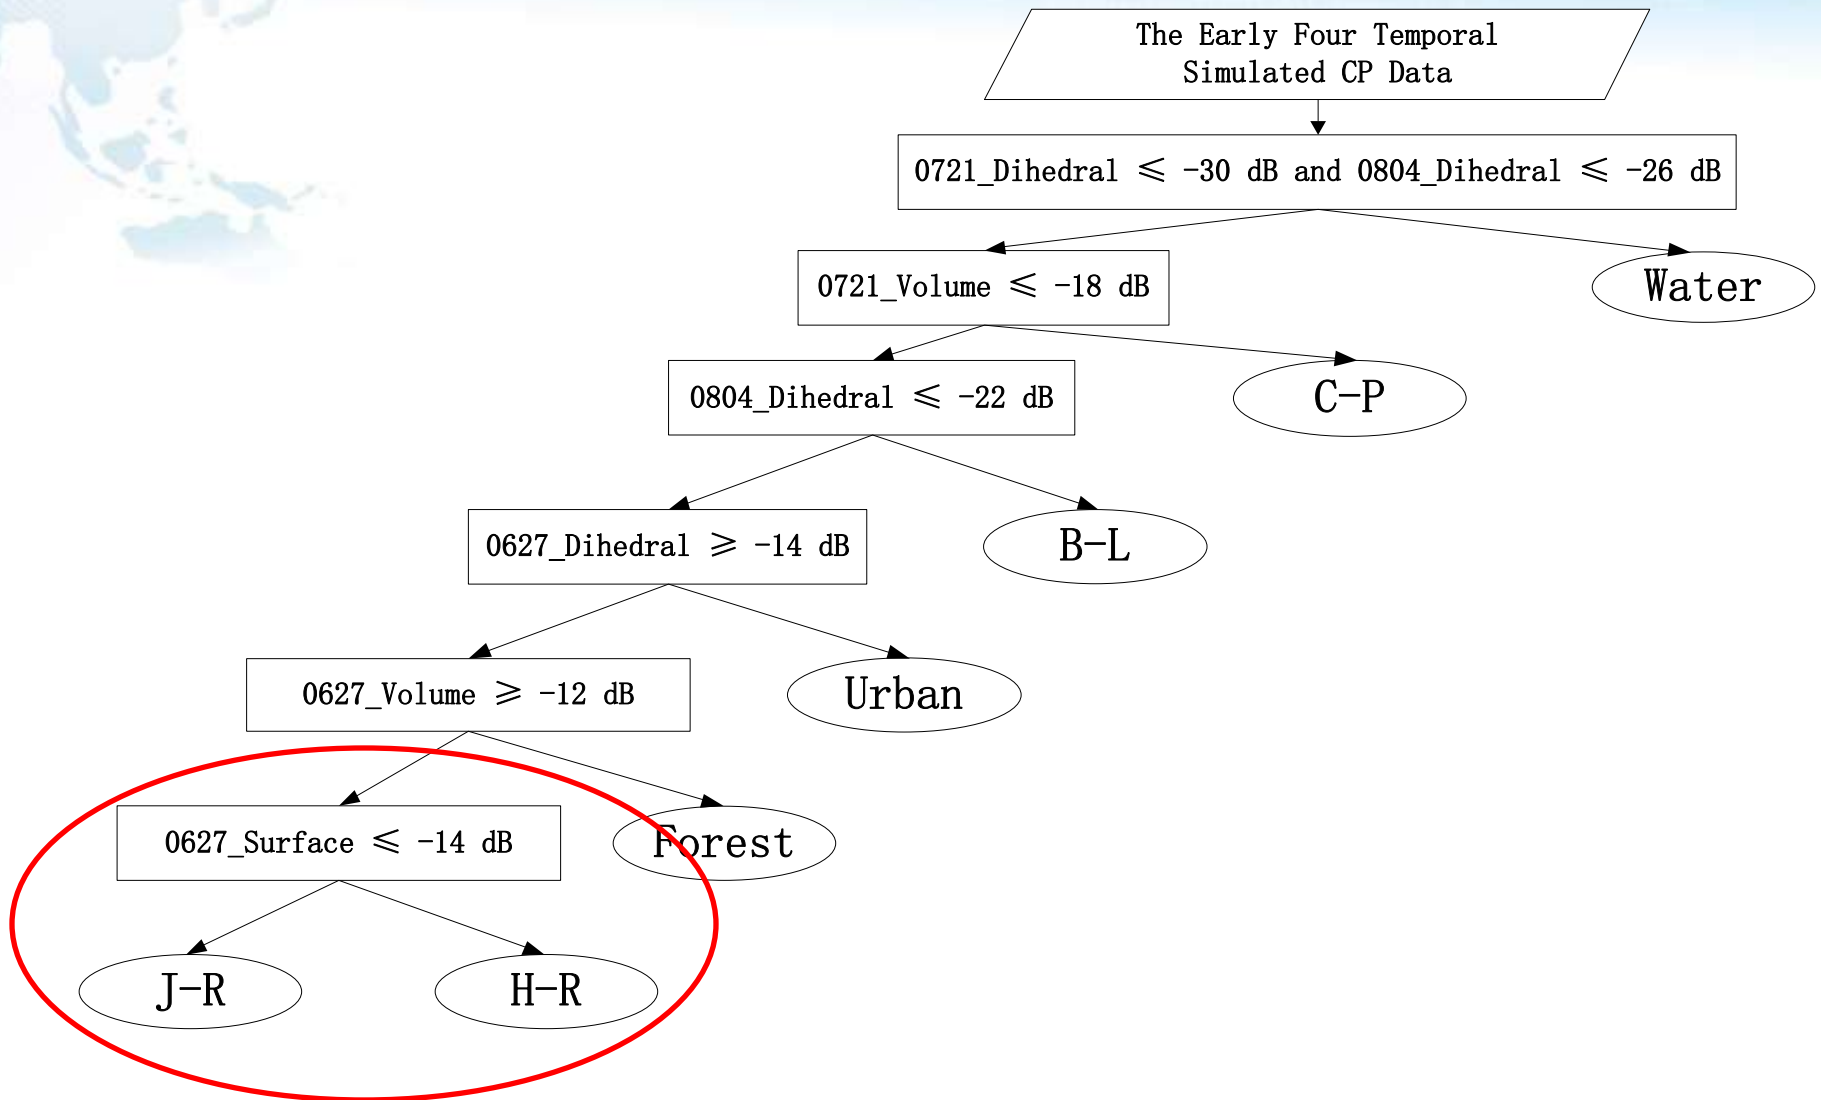 The Early Four Temporal
Simulated CP Data
0721_Dihedral ≤ -30 dB and 0804_Dihedral ≤ -26 dB
0721_Volume ≤ -18 dB
Water
0804_Dihedral ≤ -22 dB
C-P
0627_Dihedral ≥ -14 dB
B-L
0627_Volume ≥ -12 dB
Urban
0627_Surface ≤ -14 dB
Forest
J-R
H-R